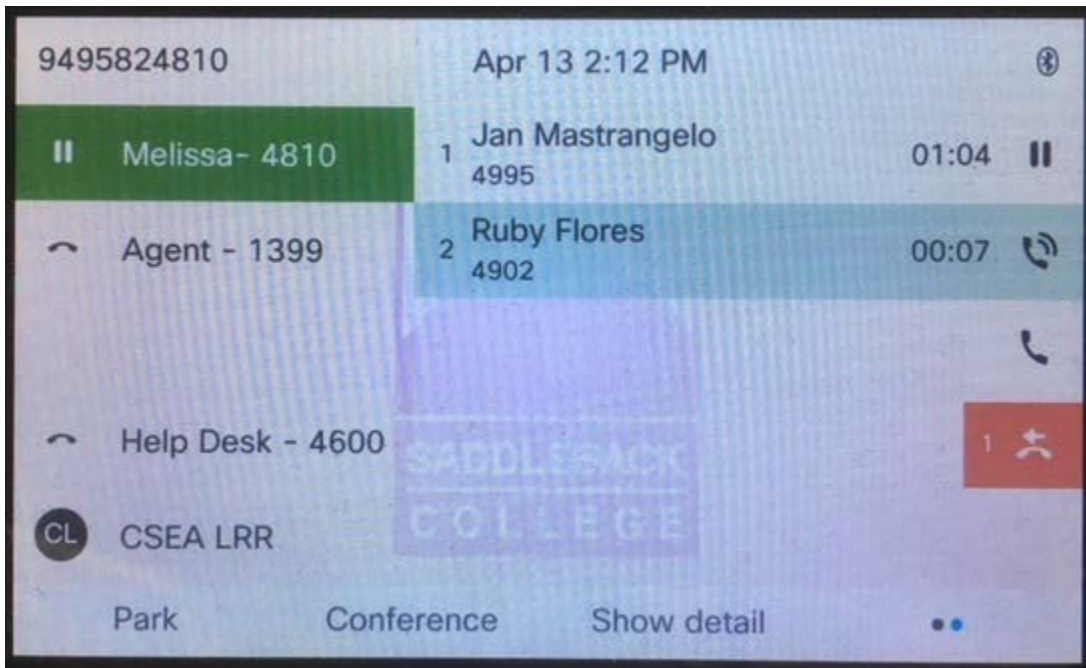 9495824810 Apr 13 2:12 PM
Melissa- 4810
1 Jan Mastrangelo 01:04
4995
Agent - 1399
2 Ruby Flores 00:07
4902
Help Desk - 4600
1
SADDLEBACK
COLLEGE
CL CSEA LRR
Park Conference Show detail